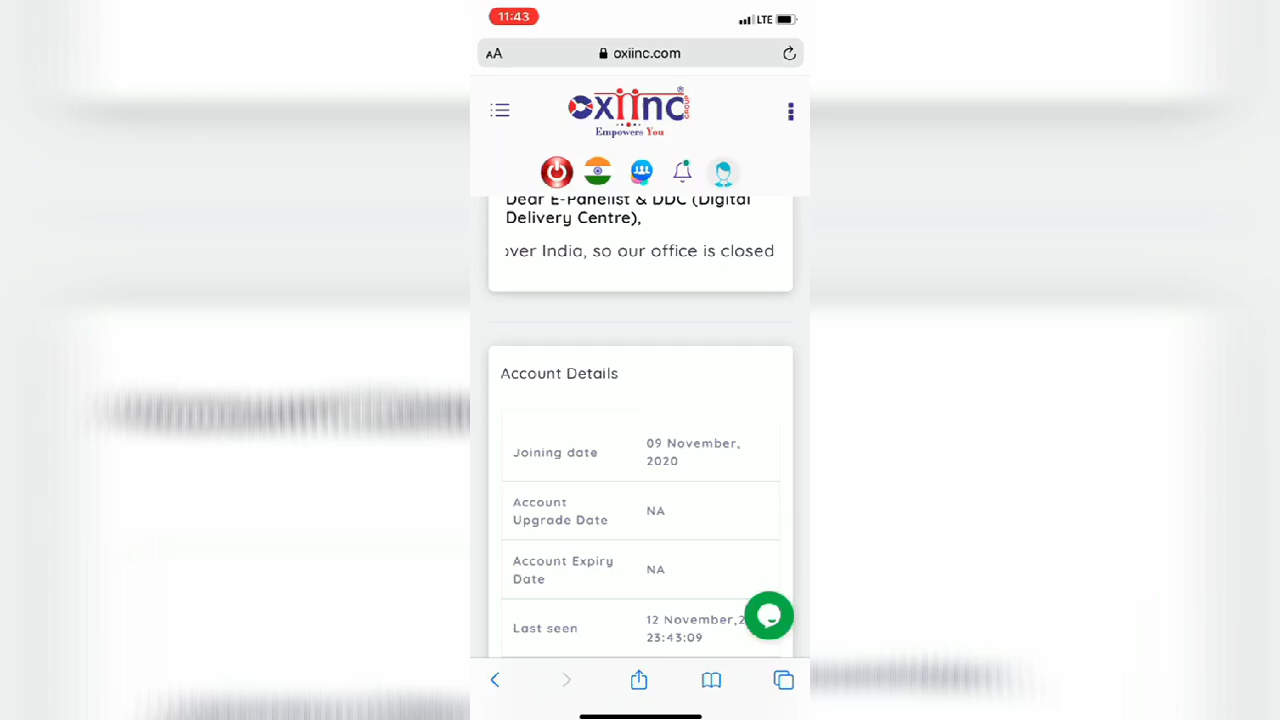 11:43
LTE
AA
oxiinc.com
oxiinc
GROUP
Empowers You
Dear E-Panelist & DDC (Digital
Delivery Centre),
over India, so our office is closed
Account Details
Joining date
09 November,
2020
Account
Upgrade Date
NA
Account Expiry
Date
NA
Last seen
12 November,2
23:43:09